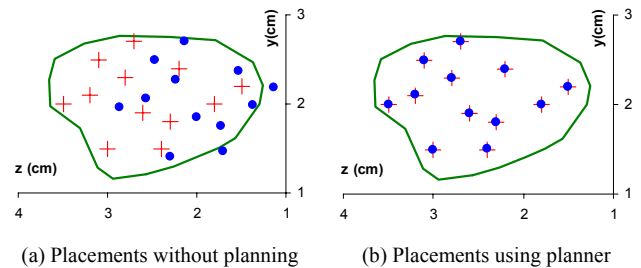 3
y(cm)
2
z (cm)
1
4
3
2
1
3
y(cm)
2
z (cm)
1
4
3
2
1
(a) Placements without planning
(b) Placements using planner